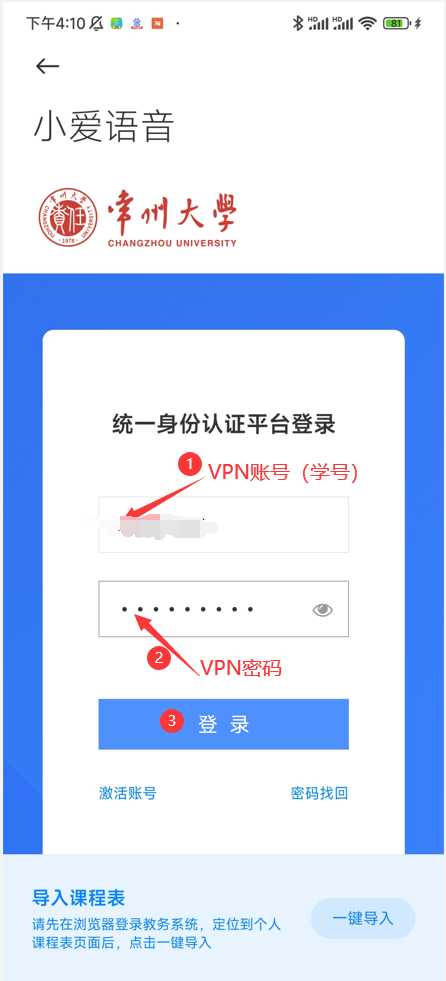 下午4:10
HD
HD
81
小爱语音
常州大學
CHANGZHOU UNIVERSITY
CHANGZHOU UNIVERSITY
·1978·
统一身份认证平台登录
1
VPN账号（学号）
2
VPN密码
3
登 录
激活账号
密码找回
导入课程表
请先在浏览器登录教务系统，定位到个人
课程表页面后，点击一键导入
一键导入